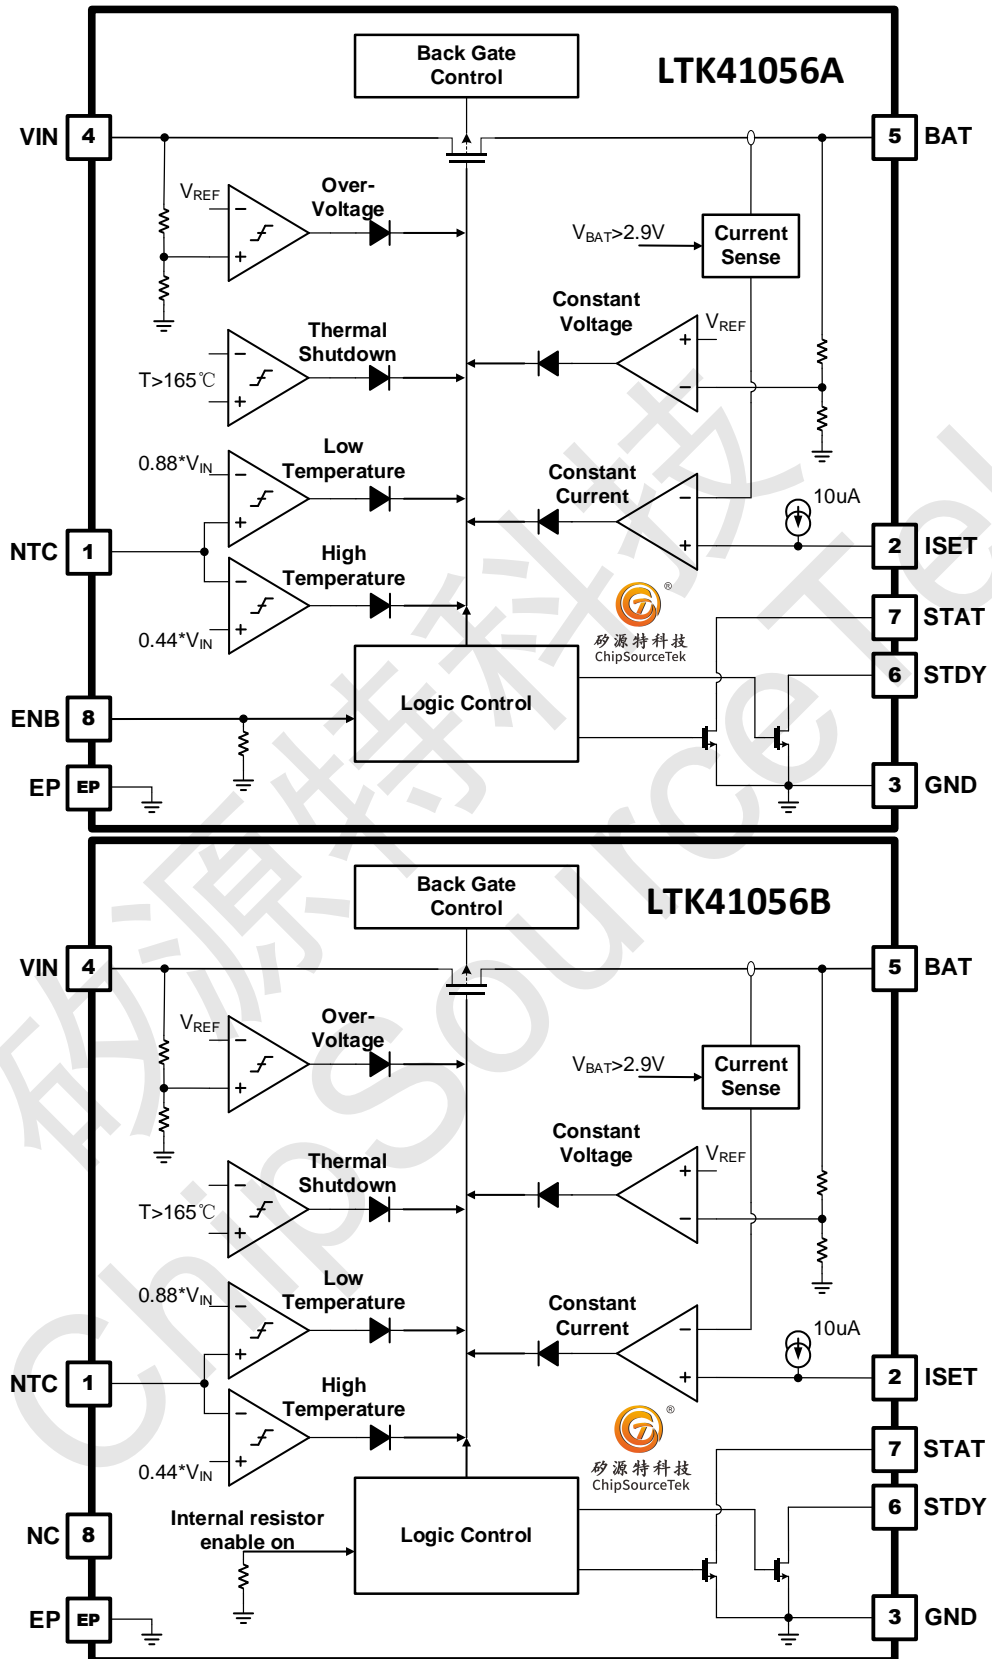 Back Gate
Control
LTK41056A
VIN
4
5
BAT
VREF
−
+
Over-
Voltage
VBAT>2.9V
Current
Sense
Constant
Voltage
VREF
+
−
Thermal
Shutdown
−
T>165℃
+
Low
Temperature
0.88*VIN
−
+
Constant
Current
−
+
10uA
NTC
1
2
ISET
High
Temperature
−
+
0.44*VIN
®
矽源特科技
ChipSourceTek
7
STAT
6
STDY
Logic Control
ENB
8
EP
EP
3
GND
Back Gate
Control
LTK41056B
VIN
4
5
BAT
VREF
−
+
Over-
Voltage
VBAT>2.9V
Current
Sense
Constant
Voltage
VREF
+
−
Thermal
Shutdown
−
T>165℃
+
Low
Temperature
0.88*VIN
−
+
Constant
Current
−
+
10uA
NTC
1
2
ISET
High
Temperature
−
+
0.44*VIN
®
矽源特科技
ChipSourceTek
7
STAT
6
STDY
Internal resistor
enable on
Logic Control
NC
8
EP
EP
3
GND
矽源特科技
ChipSourceTek